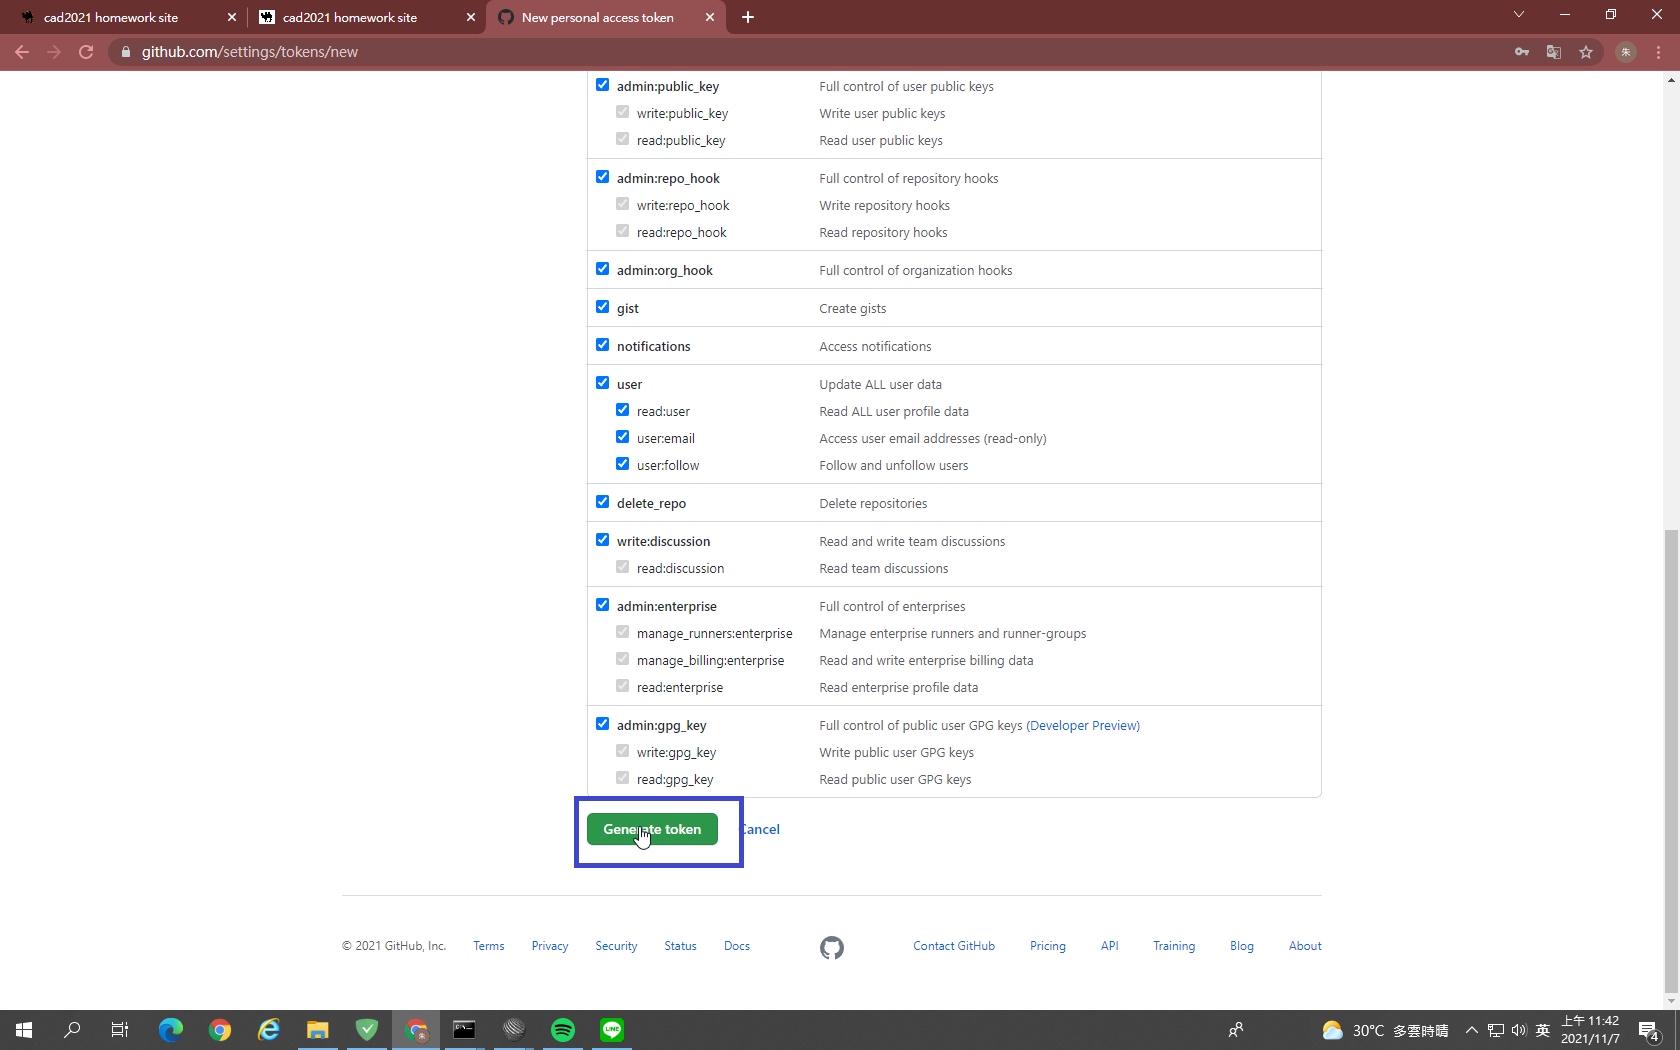 cad2021 homework site
cad2021 homework site
New personal access token
github.com/settings/tokens/new
朱
admin:public_key Full control of user public keys
write:public_key Write user public keys
read:public_key Read user public keys
admin:repo_hook Full control of repository hooks
write:repo_hook Write repository hooks
read:repo_hook Read repository hooks
admin:org_hook Full control of organization hooks
gist Create gists
notifications Access notifications
user Update ALL user data
read:user Read ALL user profile data
user:email Access user email addresses (read-only)
user:follow Follow and unfollow users
delete_repo Delete repositories
write:discussion Read and write team discussions
read:discussion Read team discussions
admin:enterprise Full control of enterprises
manage_runners:enterprise Manage enterprise runners and runner-groups
manage_billing:enterprise Read and write enterprise billing data
read:enterprise Read enterprise profile data
admin:gpg_key Full control of public user GPG keys (Developer Preview)
write:gpg_key Write public user GPG keys
read:gpg_key Read public user GPG keys
Generate token Cancel
© 2021 GitHub, Inc. Terms Privacy Security Status Docs Contact GitHub Pricing API Training Blog About
LINE
30°C 多雲時晴
英
上午 11:42
2021/11/7
4